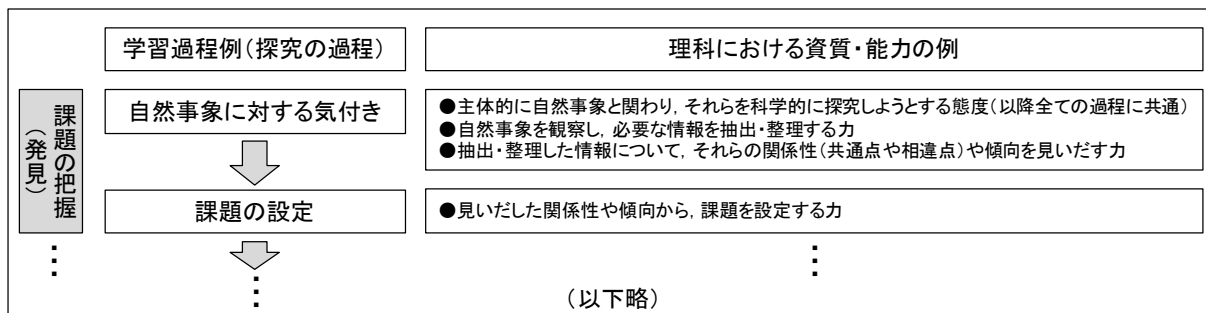 学習過程例(探究の過程)
理科における資質・能力の例
課題の把握
(発見)
自然事象に対する気付き
●主体的に自然事象と関わり,それらを科学的に探究しようとする態度(以降全ての過程に共通)
●自然事象を観察し,必要な情報を抽出・整理する力
●抽出・整理した情報について,それらの関係性(共通点や相違点)や傾向を見いだす力
課題の設定
●見いだした関係性や傾向から,課題を設定する力
(以下略)